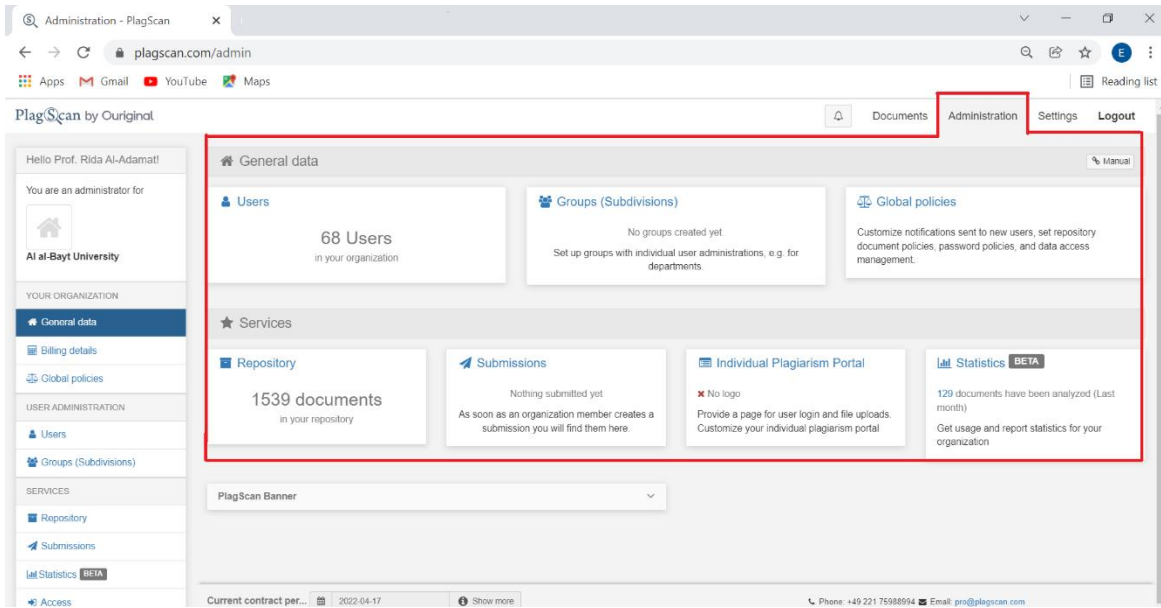 Administration - PlagScan
plagscan.com/admin
E
Apps Gmail YouTube Maps
Reading list
PlagScan by Ouriginal
Documents Administration Settings Logout
Hello Prof. Rida Al-Adamat!
You are an administrator for
Al al-Bayt University
YOUR ORGANIZATION
General data
Billing details
Global policies
USER ADMINISTRATION
Users
Groups (Subdivisions)
SERVICES
Repository
Submissions
Statistics BETA
Access
General data
Manual
Users
68 Users
in your organization
Groups (Subdivisions)
No groups created yet
Set up groups with individual user administrations, e.g. for
departments.
Global policies
Customize notifications sent to new users, set repository
document policies, password policies, and data access
management.
Services
Repository
1539 documents
in your repository
Submissions
Nothing submitted yet
As soon as an organization member creates a
submission you will find them here.
Individual Plagiarism Portal
No logo
Provide a page for user login and file uploads.
Customize your individual plagiarism portal
Statistics BETA
129 documents have been analyzed (Last
month)
Get usage and report statistics for your
organization
PlagScan Banner
Current contract per... 2022-04-17 Show more
Phone: +49 221 75988994 Email: pro@plagscan.com